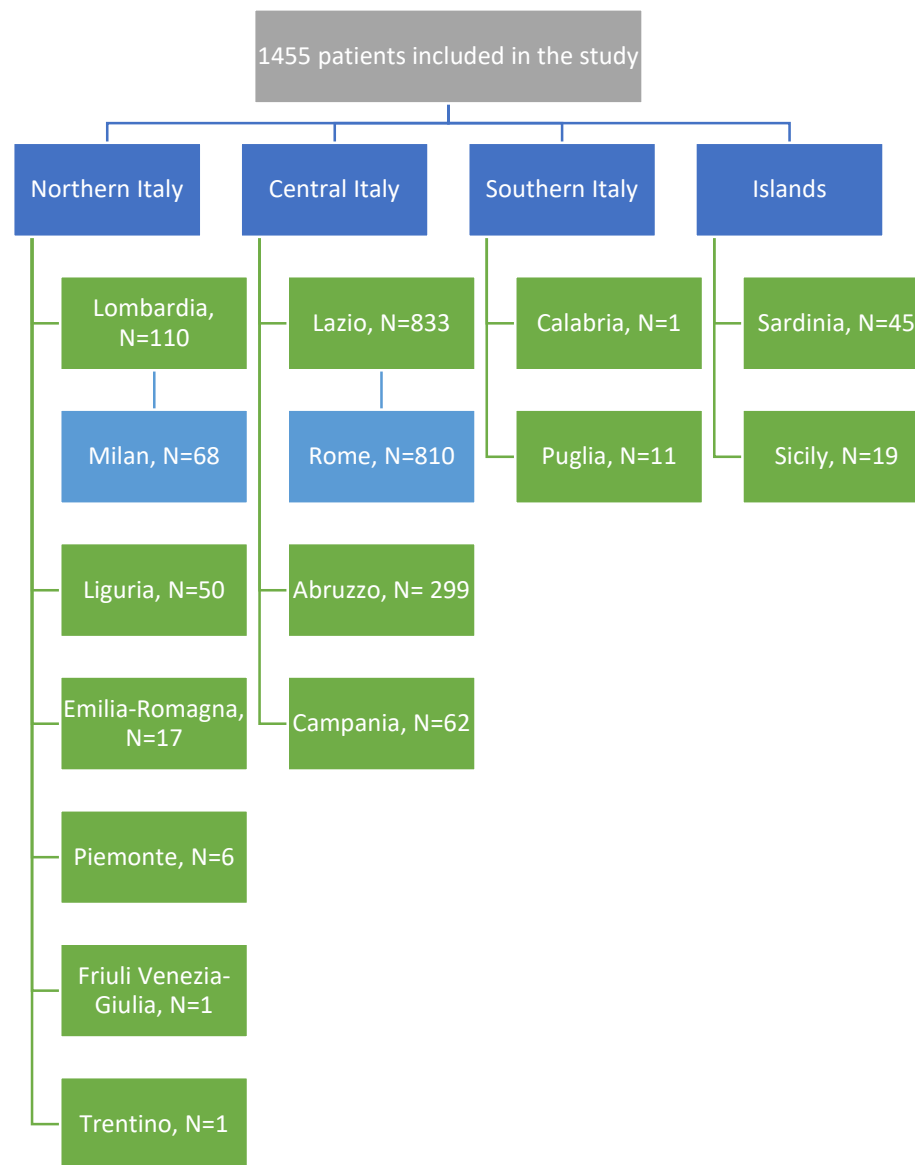 1455 patients included in the study
Northern Italy
Central Italy
Southern Italy
Islands
Lombardia,
N=110
Lazio, N=833
Calabria, N=1
Sardinia, N=45
Milan, N=68
Rome, N=810
Puglia, N=11
Sicily, N=19
Liguria, N=50
Abruzzo, N= 299
Emilia-Romagna,
N=17
Campania, N=62
Piemonte, N=6
Friuli Venezia-
Giulia, N=1
Trentino, N=1